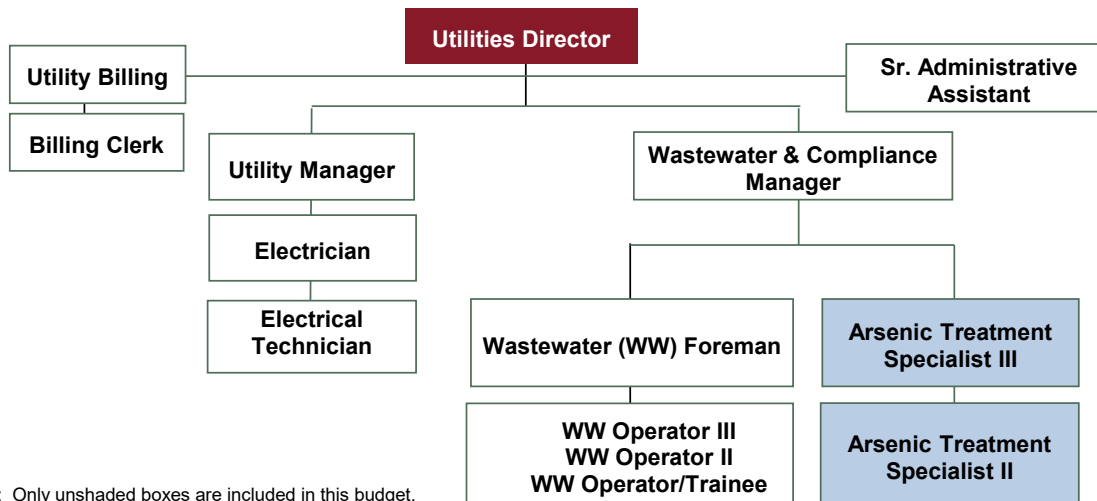 Utilities Director
Utility Billing
Sr. Administrative
Assistant
Billing Clerk
Utility Manager
Wastewater & Compliance
Manager
Electrician
Electrical
Technician
Wastewater (WW) Foreman
Arsenic Treatment
Specialist III
WW Operator III
WW Operator II
WW Operator/Trainee
Arsenic Treatment
Specialist II
: Only unshaded boxes are included in this budget.